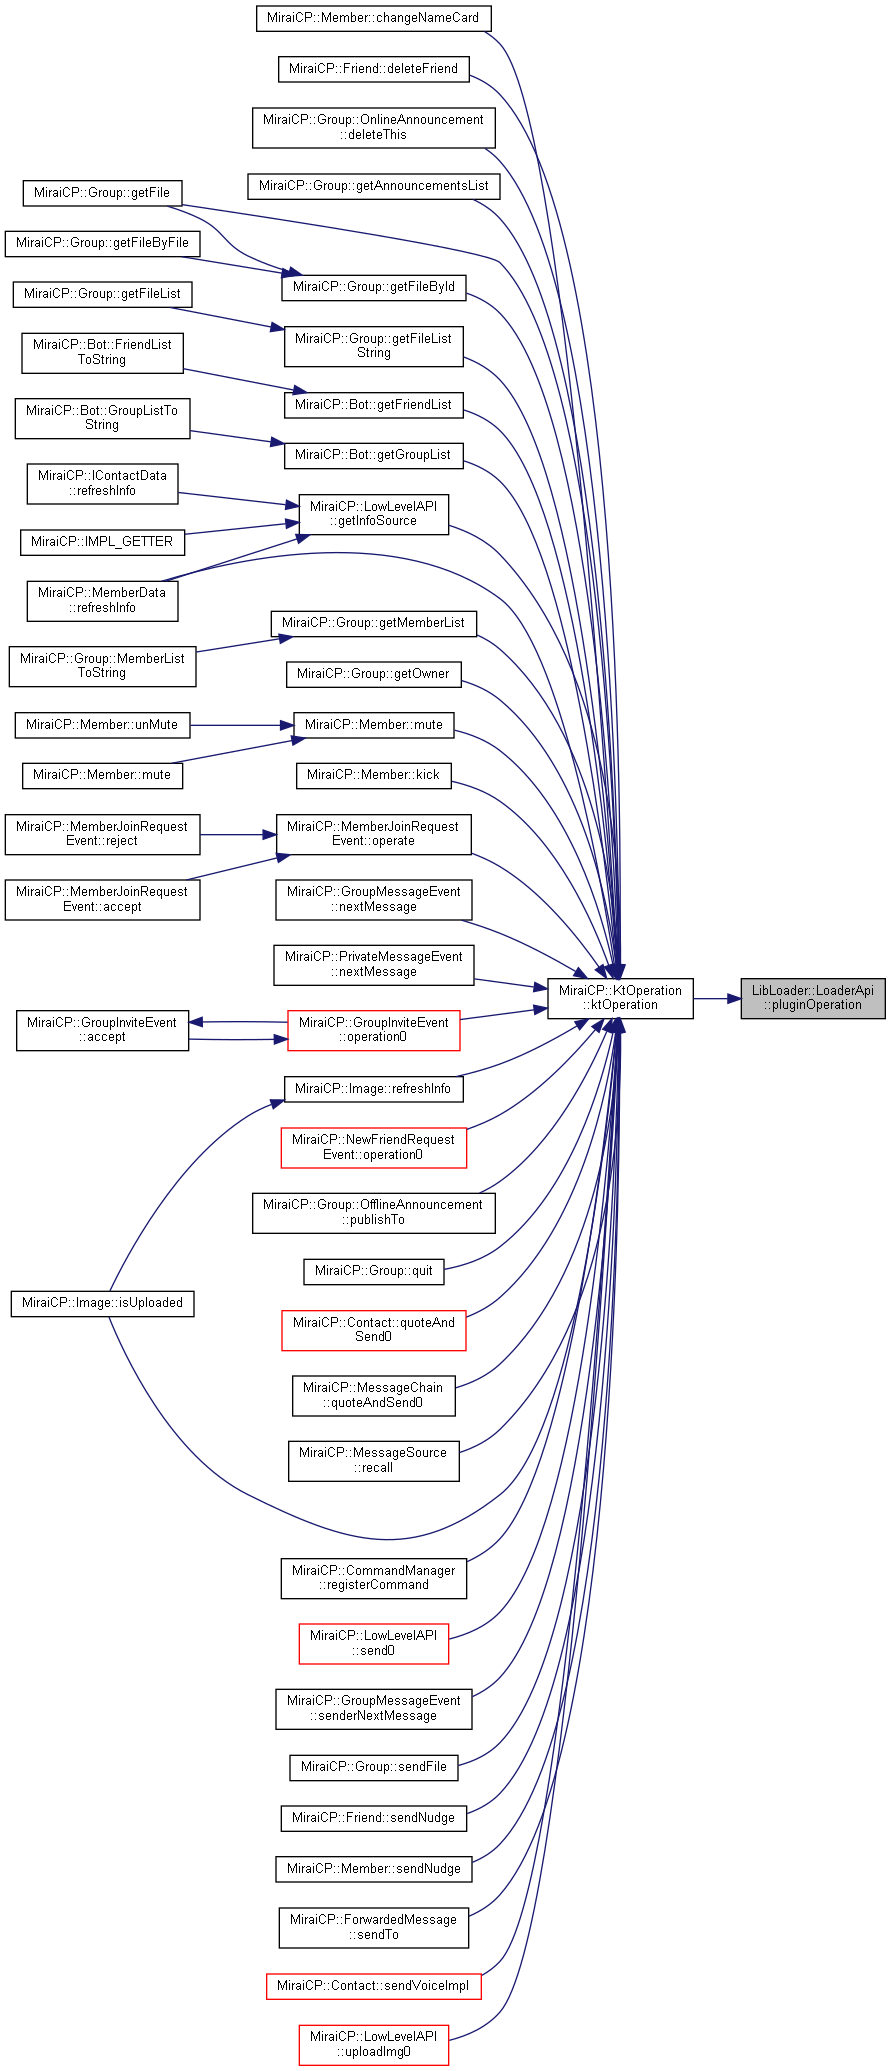 MiraiCP::Member::changeNameCard
MiraiCP::Friend::deleteFriend
MiraiCP::Group::OnlineAnnouncement
::deleteThis
MiraiCP::Group::getAnnouncementsList
MiraiCP::Group::getFile
MiraiCP::Group::getFileByFile
MiraiCP::Group::getFileById
MiraiCP::Group::getFileList
MiraiCP::Group::getFileList
String
MiraiCP::Bot::FriendList
ToString
MiraiCP::Bot::getFriendList
MiraiCP::Bot::GroupListTo
String
MiraiCP::Bot::getGroupList
MiraiCP::IContactData
::refreshInfo
MiraiCP::LowLevelAPI
::getInfoSource
MiraiCP::IMPL_GETTER
MiraiCP::MemberData
::refreshInfo
MiraiCP::Group::getMemberList
MiraiCP::Group::MemberList
ToString
MiraiCP::Group::getOwner
MiraiCP::Member::unMute
MiraiCP::Member::mute
MiraiCP::Member::mute
MiraiCP::Member::kick
MiraiCP::MemberJoinRequest
Event::reject
MiraiCP::MemberJoinRequest
Event::operate
MiraiCP::MemberJoinRequest
Event::accept
MiraiCP::GroupMessageEvent
::nextMessage
MiraiCP::PrivateMessageEvent
::nextMessage
MiraiCP::KtOperation
::ktOperation
LibLoader::LoaderApi
::pluginOperation
MiraiCP::GroupInviteEvent
::accept
MiraiCP::GroupInviteEvent
::operation0
MiraiCP::Image::refreshInfo
MiraiCP::NewFriendRequest
Event::operation0
MiraiCP::Group::OfflineAnnouncement
::publishTo
MiraiCP::Group::quit
MiraiCP::Image::isUploaded
MiraiCP::Contact::quoteAnd
Send0
MiraiCP::MessageChain
::quoteAndSend0
MiraiCP::MessageSource
::recall
MiraiCP::CommandManager
::registerCommand
MiraiCP::LowLevelAPI
::send0
MiraiCP::GroupMessageEvent
::senderNextMessage
MiraiCP::Group::sendFile
MiraiCP::Friend::sendNudge
MiraiCP::Member::sendNudge
MiraiCP::ForwardedMessage
::sendTo
MiraiCP::Contact::sendVoiceImpl
MiraiCP::LowLevelAPI
::uploadImg0